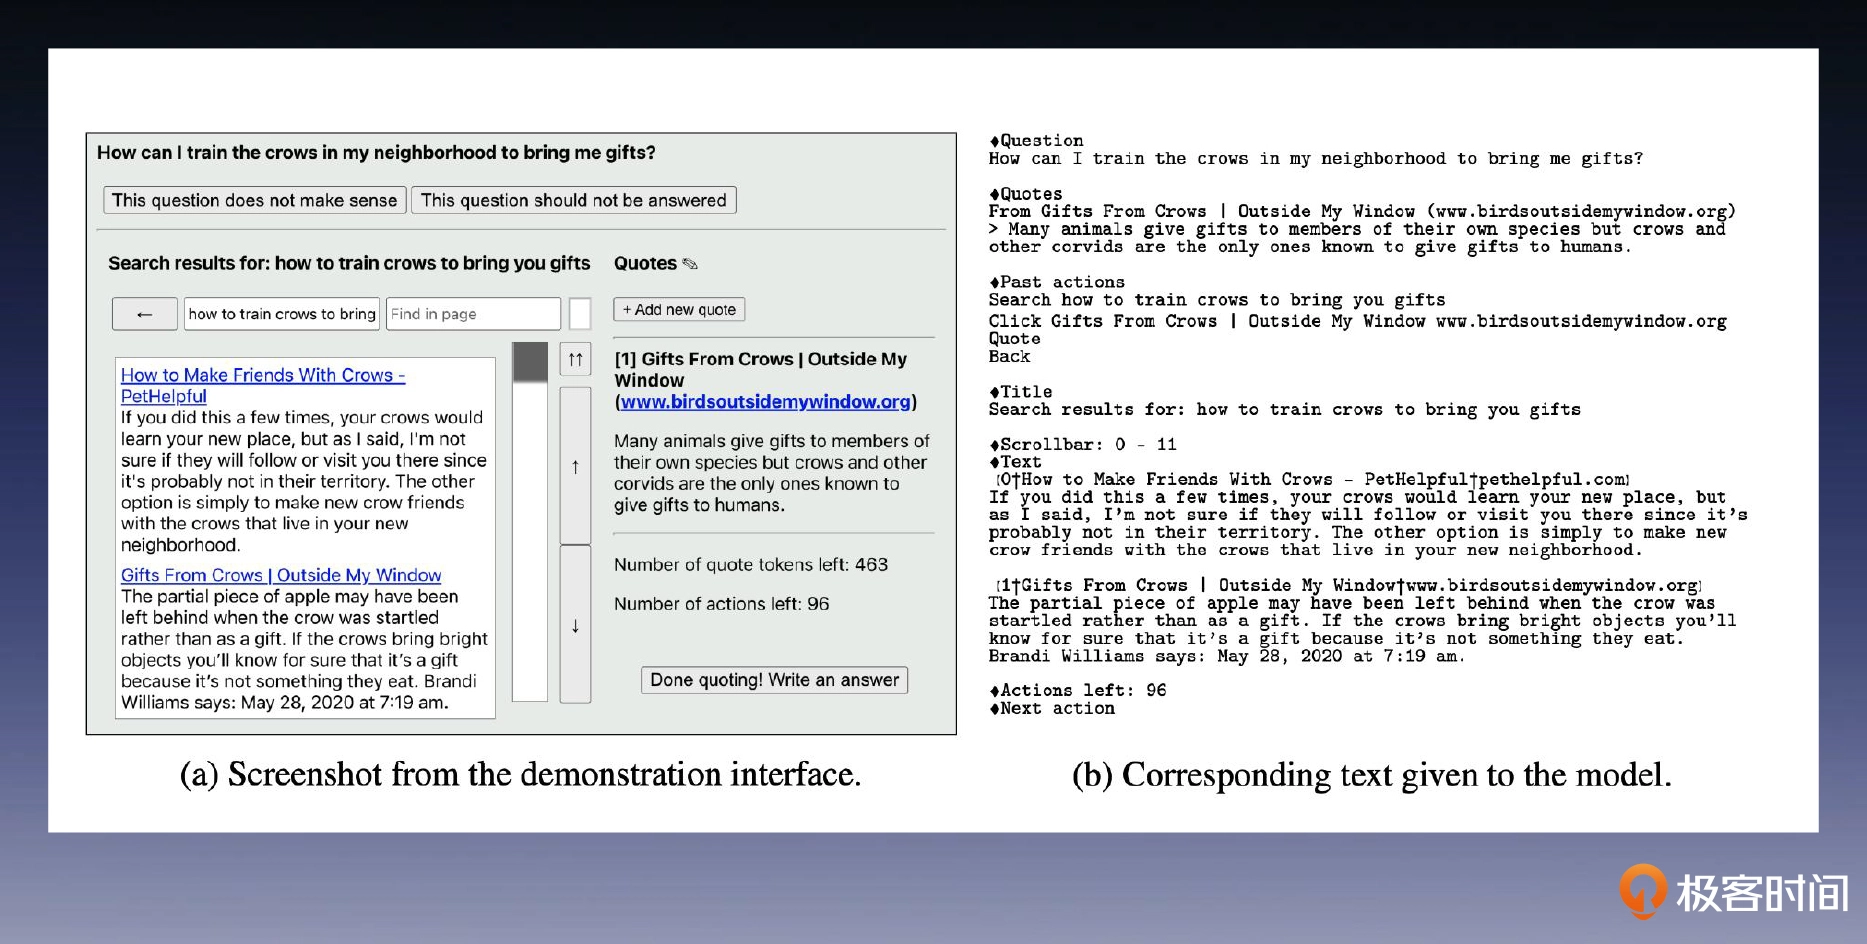 How can I train the crows in my neighborhood to bring me gifts?
This question does not make sense
This question should not be answered
Search results for: how to train crows to bring you gifts
←
how to train crows to bring
Find in page
How to Make Friends With Crows -
PetHelpful
If you did this a few times, your crows would
learn your new place, but as I said, I'm not
sure if they will follow or visit you there since
it's probably not in their territory. The other
option is simply to make new crow friends
with the crows that live in your new
neighborhood.
Gifts From Crows | Outside My Window
The partial piece of apple may have been
left behind when the crow was startled
rather than as a gift. If the crows bring bright
objects you'll know for sure that it's a gift
because it's not something they eat. Brandi
Williams says: May 28, 2020 at 7:19 am.
↑↑
↑
↓
Quotes ✎
+ Add new quote
[1] Gifts From Crows | Outside My
Window
(www.birdsoutsidemywindow.org)
Many animals give gifts to members of
their own species but crows and other
corvids are the only ones known to
give gifts to humans.
Number of quote tokens left: 463
Number of actions left: 96
Done quoting! Write an answer
(a) Screenshot from the demonstration interface.
♦Question
How can I train the crows in my neighborhood to bring me gifts?
♦Quotes
From Gifts From Crows | Outside My Window (www.birdsoutsidemywindow.org)
> Many animals give gifts to members of their own species but crows and
other corvids are the only ones known to give gifts to humans.
♦Past actions
Search how to train crows to bring you gifts
Click Gifts From Crows | Outside My Window www.birdsoutsidemywindow.org
Quote
Back
♦Title
Search results for: how to train crows to bring you gifts
♦Scrollbar: 0 - 11
♦Text
【0†How to Make Friends With Crows - PetHelpful†pethelpful.com】
If you did this a few times, your crows would learn your new place, but
as I said, I'm not sure if they will follow or visit you there since it's
probably not in their territory. The other option is simply to make new
crow friends with the crows that live in your new neighborhood.
【1†Gifts From Crows | Outside My Window†www.birdsoutsidemywindow.org】
The partial piece of apple may have been left behind when the crow was
startled rather than as a gift. If the crows bring bright objects you'll
know for sure that it's a gift because it's not something they eat.
Brandi Williams says: May 28, 2020 at 7:19 am.
♦Actions left: 96
♦Next action
(b) Corresponding text given to the model.
极客时间